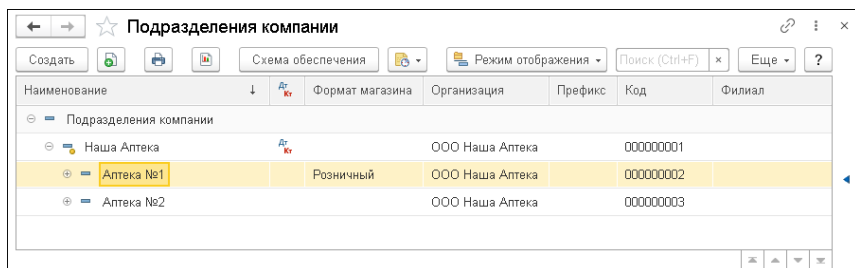 Подразделения компании
Создать Схема обеспечения Режим отображения Поиск (Ctrl+F) × Еще ?
Наименование ↓ Дт Кт Формат магазина Организация Префикс Код Филиал
Подразделения компании
Наша Аптека Дт Кт ООО Наша Аптека 000000001
Аптека №1 Розничный ООО Наша Аптека 000000002
Аптека №2 ООО Наша Аптека 000000003